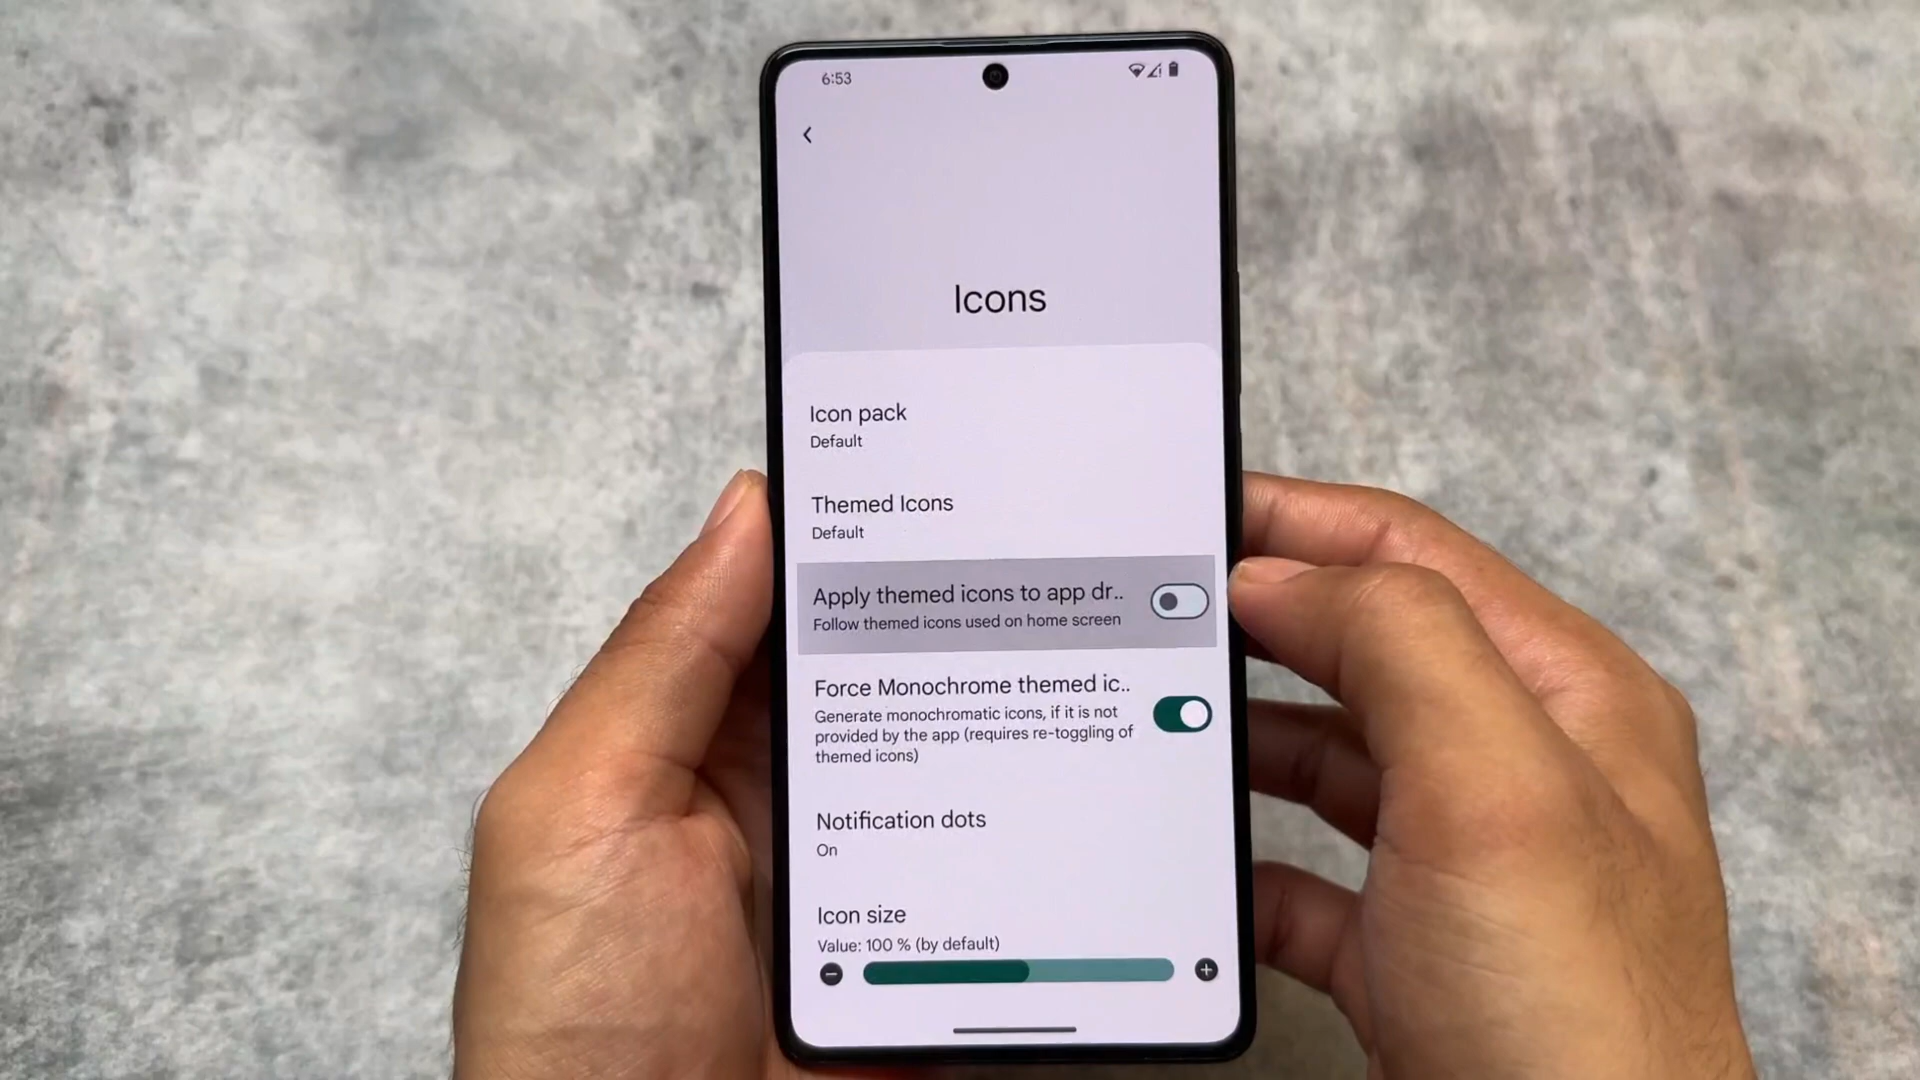 6:53
Icons
Icon pack
Default
Themed Icons
Default
Apply themed icons to app dr..
Follow themed icons used on home screen
Force Monochrome themed ic..
Generate monochromatic icons, if it is not
provided by the app (requires re-toggling of
themed icons)
Notification dots
On
Icon size
Value: 100 % (by default)